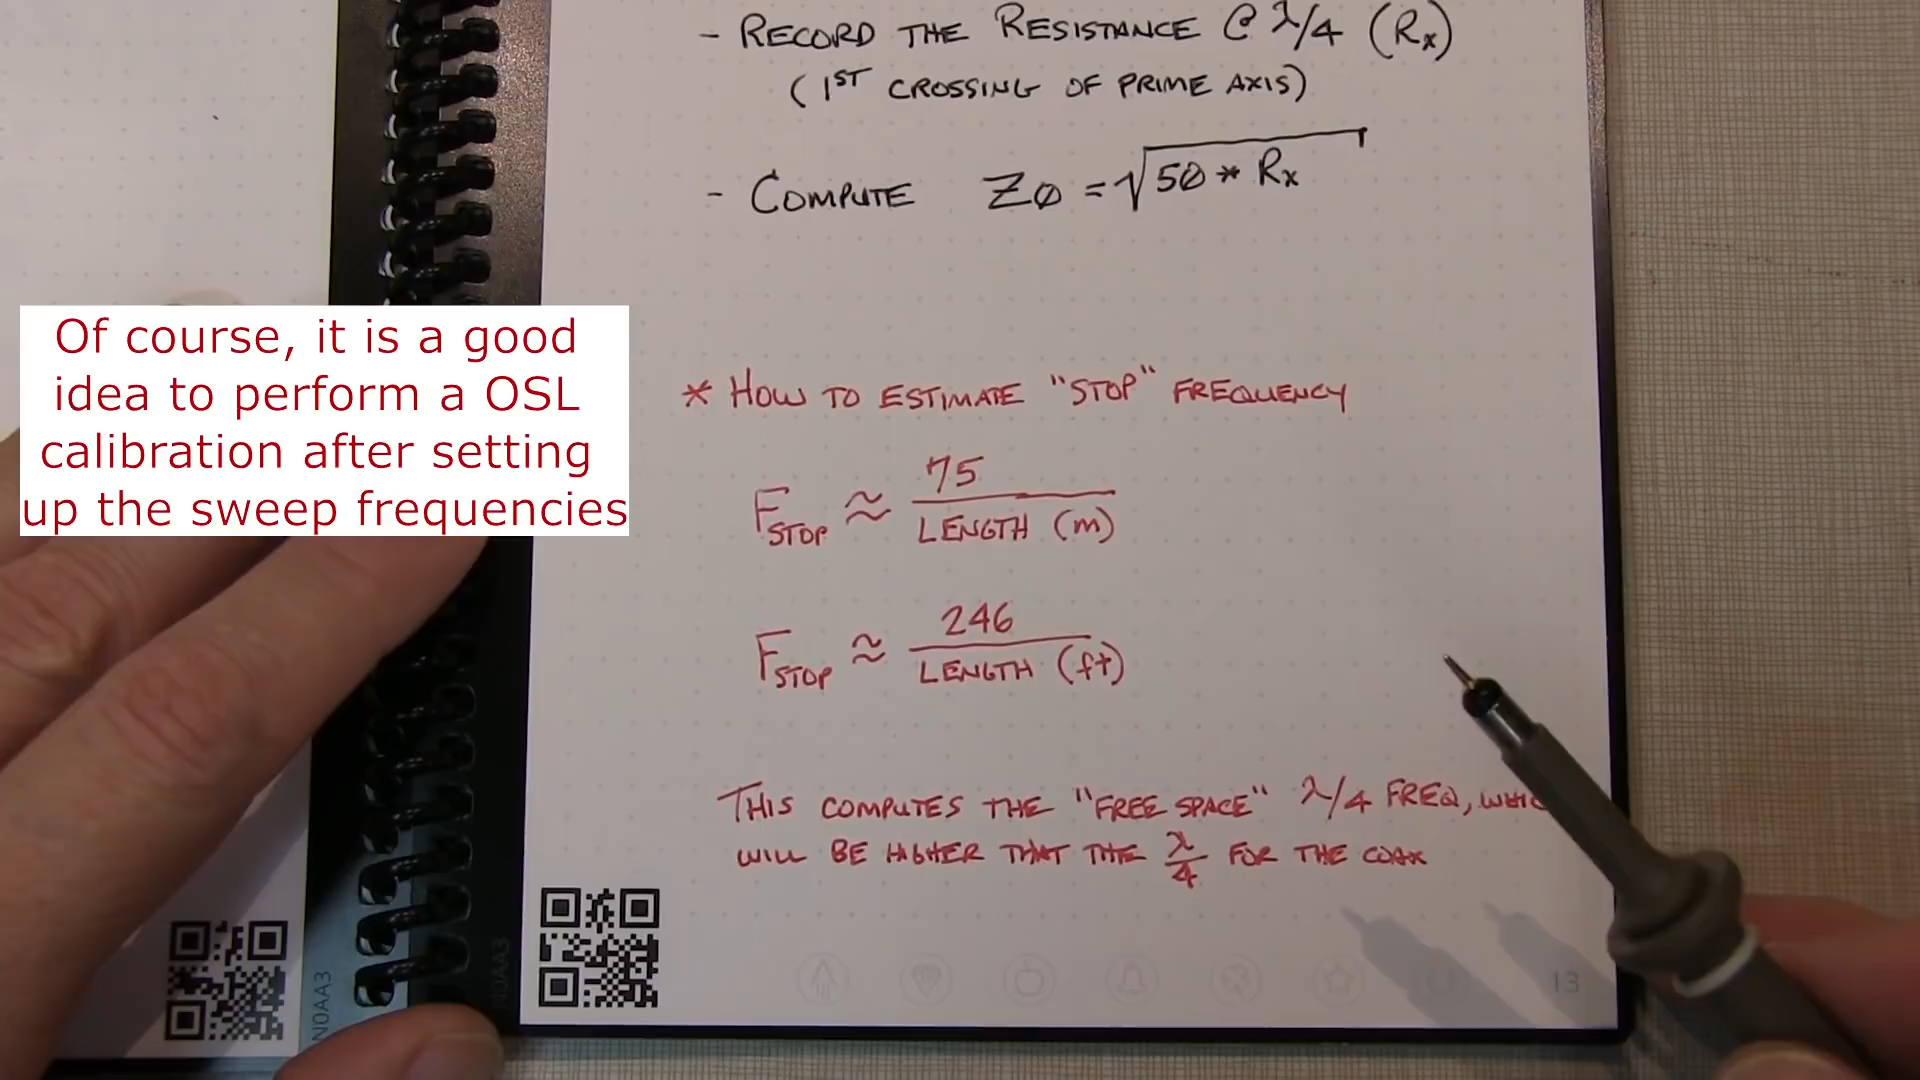 - RECORD THE RESISTANCE @ λ/4 (Rx)
(1ST CROSSING OF PRIME AXIS)
- COMPUTE ZØ = √50 * Rx
Of course, it is a good
idea to perform a OSL
calibration after setting
up the sweep frequencies
* HOW TO ESTIMATE "STOP" FREQUENCY
FSTOP ≈ 75
LENGTH (m)
FSTOP ≈ 246
LENGTH (ft)
THIS COMPUTES THE "FREE SPACE" λ/4 FREQ,
WILL BE HIGHER THAT THE λ/4 FOR THE COAX
N0AA3
N0AA3
13